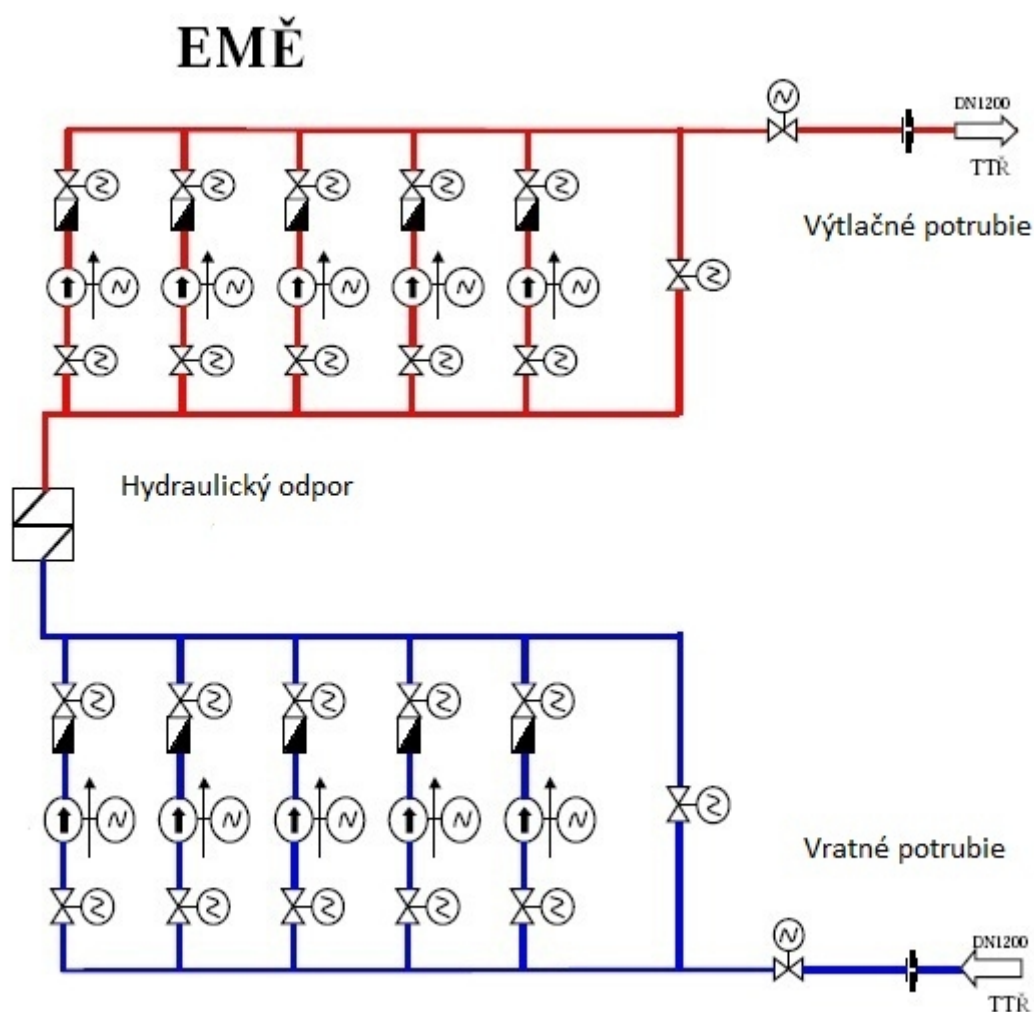 EMĚ
DN1200
TTŘ
Výtlačné potrubie
Hydraulický odpor
Vratné potrubie
DN1200
TTŘ